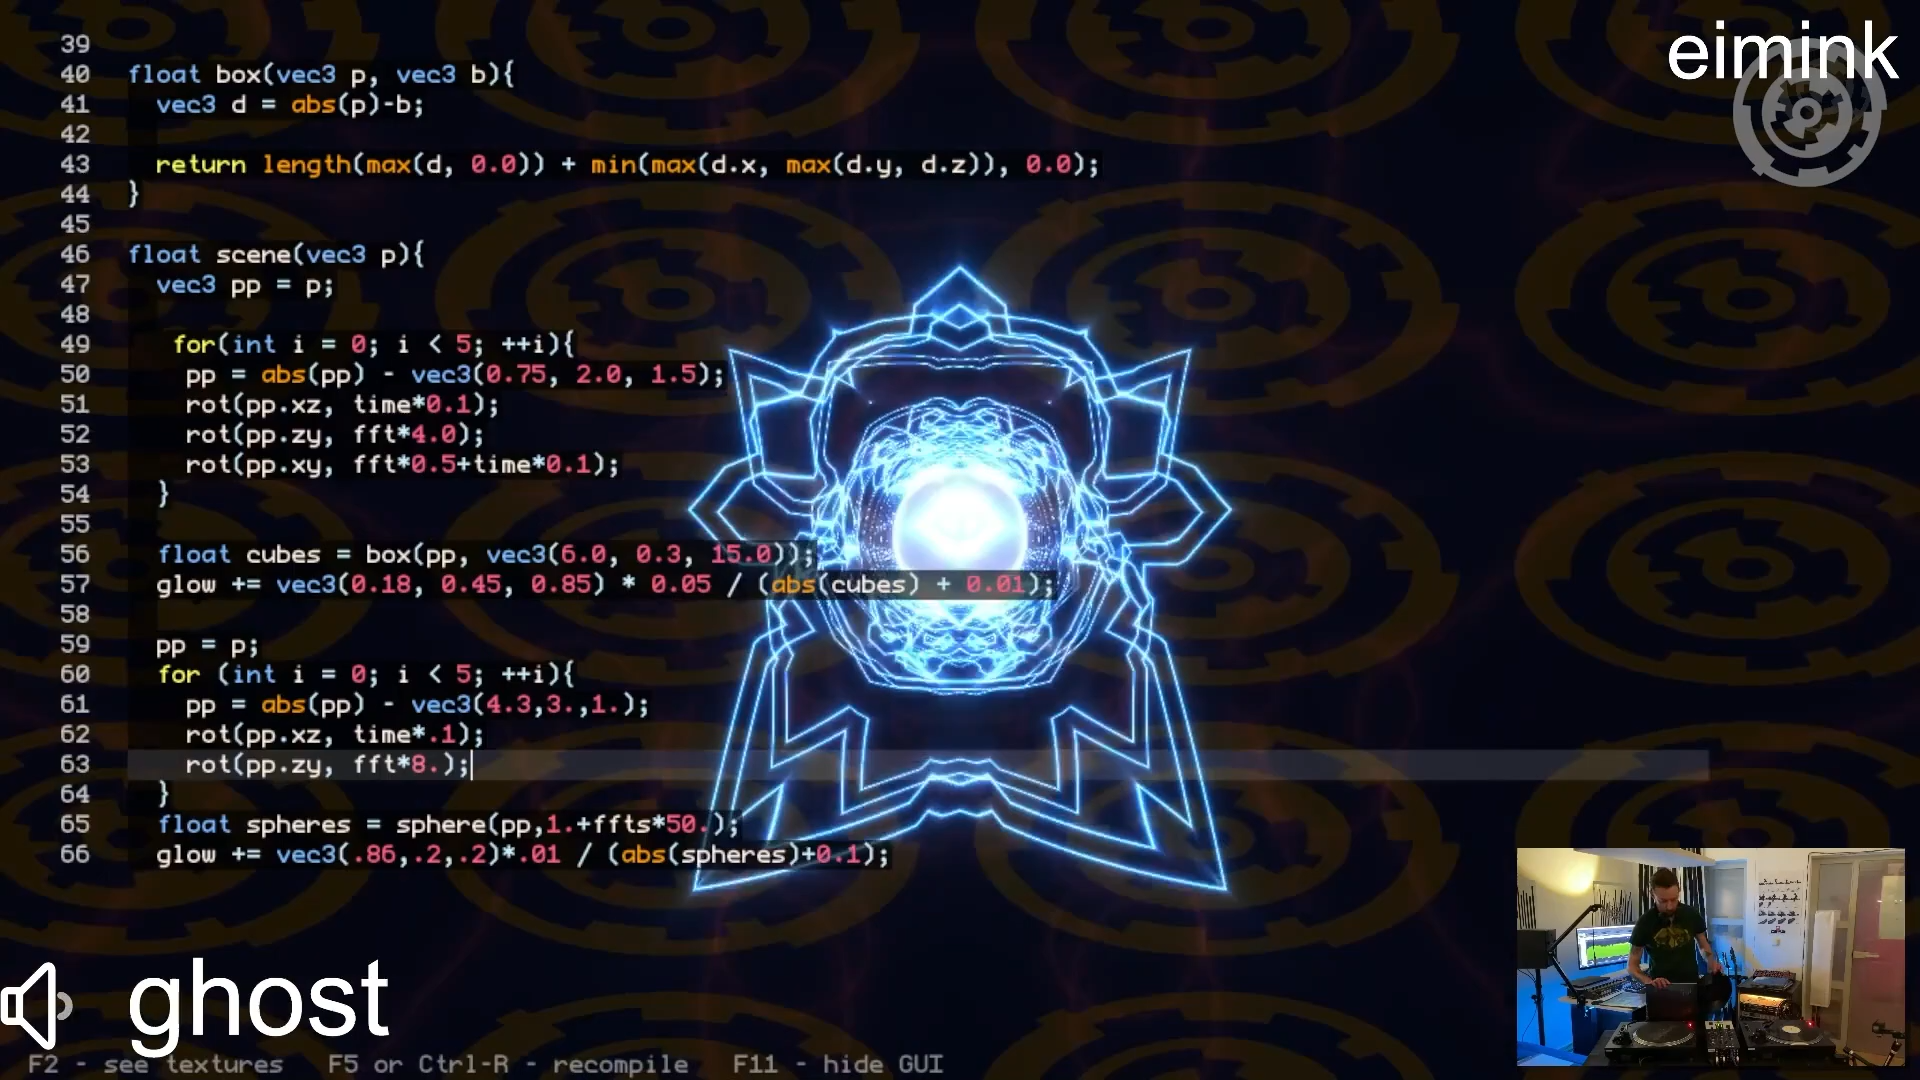 eimink
39
40 float box(vec3 p, vec3 b){
41 vec3 d = abs(p)-b;
42
43 return length(max(d, 0.0)) + min(max(d.x, max(d.y, d.z)), 0.0);
44 }
45
46 float scene(vec3 p){
47 vec3 pp = p;
48
49 for(int i = 0; i < 5; ++i){
50 pp = abs(pp) - vec3(0.75, 2.0, 1.5);
51 rot(pp.xz, time*0.1);
52 rot(pp.zy, fft*4.0);
53 rot(pp.xy, fft*0.5+time*0.1);
54 }
55
56 float cubes = box(pp, vec3(6.0, 0.3, 15.0));
57 glow += vec3(0.18, 0.45, 0.85) * 0.05 / (abs(cubes) + 0.01);
58
59 pp = p;
60 for (int i = 0; i < 5; ++i){
61 pp = abs(pp) - vec3(4.3,3.,1.);
62 rot(pp.xz, time*.1);
63 rot(pp.zy, fft*8.);
64 }
65 float spheres = sphere(pp,1.+ffts*50.);
66 glow += vec3(.86,.2,.2)*.01 / (abs(spheres)+0.1);
ghost
F2 - see textures F5 or Ctrl-R - recompile F11 - hide GUI